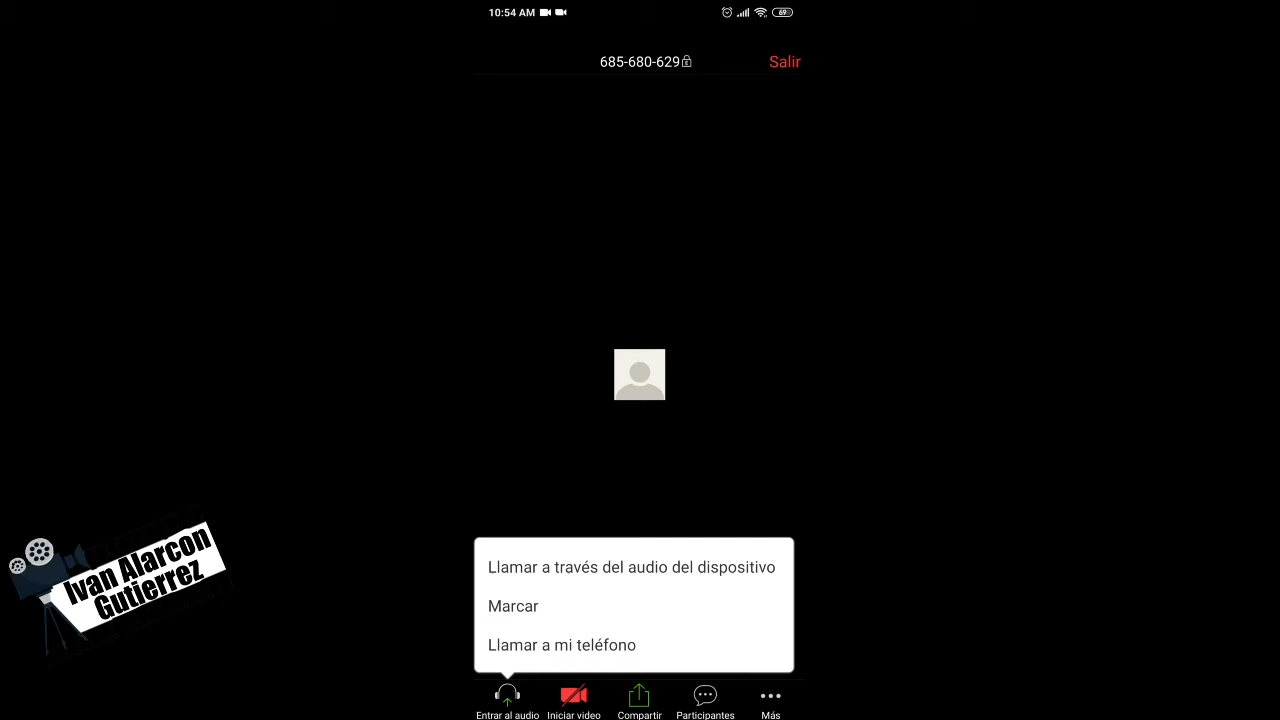 10:54 AM
69
685-680-629
Salir
Ivan Alarcon
Gutierrez
Llamar a través del audio del dispositivo
Marcar
Llamar a mi teléfono
Entrar al audio
Iniciar video
Compartir
Participantes
Más